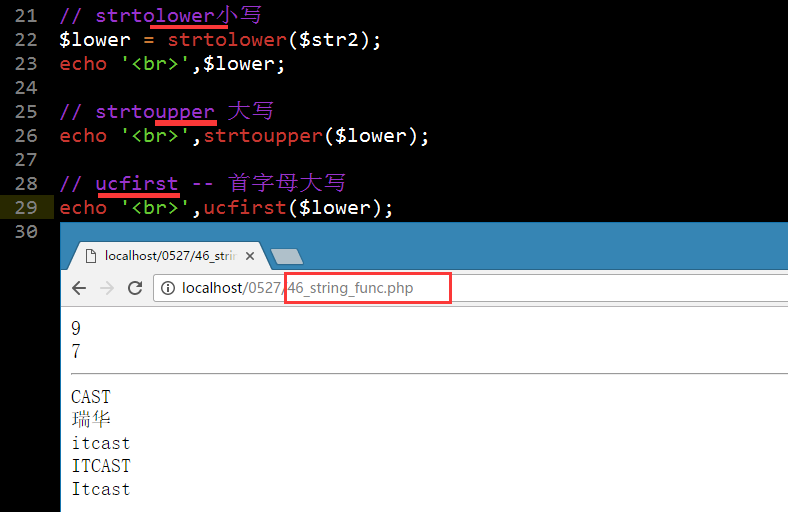 21 // strtolower小写
22 $lower = strtolower($str2);
23 echo '<br>',$lower;
24
25 // strtoupper 大写
26 echo '<br>',strtoupper($lower);
27
28 // ucfirst -- 首字母大写
29 echo '<br>',ucfirst($lower);
30
localhost/0527/46_strin
localhost/0527/46_string_func.php
9
7
CAST
瑞华
itcast
ITCAST
Itcast